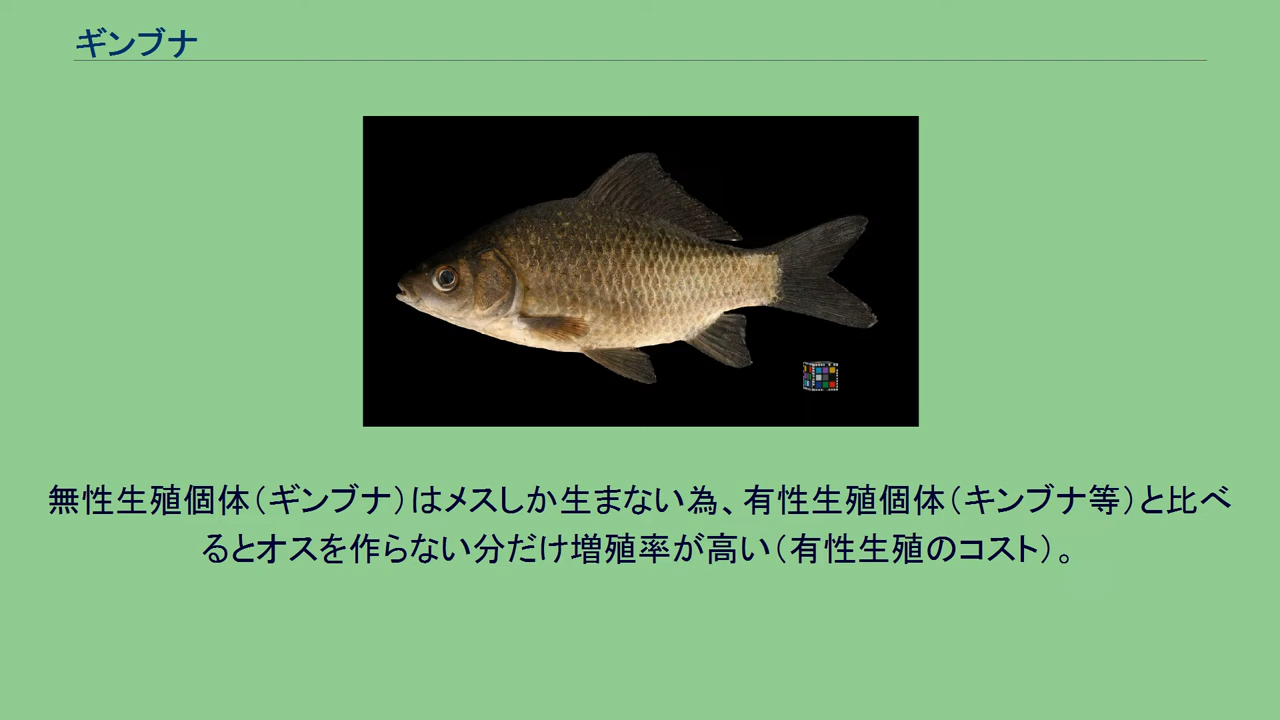 ギンブナ
無性生殖個体（ギンブナ）はメスしか生まない為、有性生殖個体（キンブナ等）と比べ
るとオスを作らない分だけ増殖率が高い（有性生殖のコスト）。